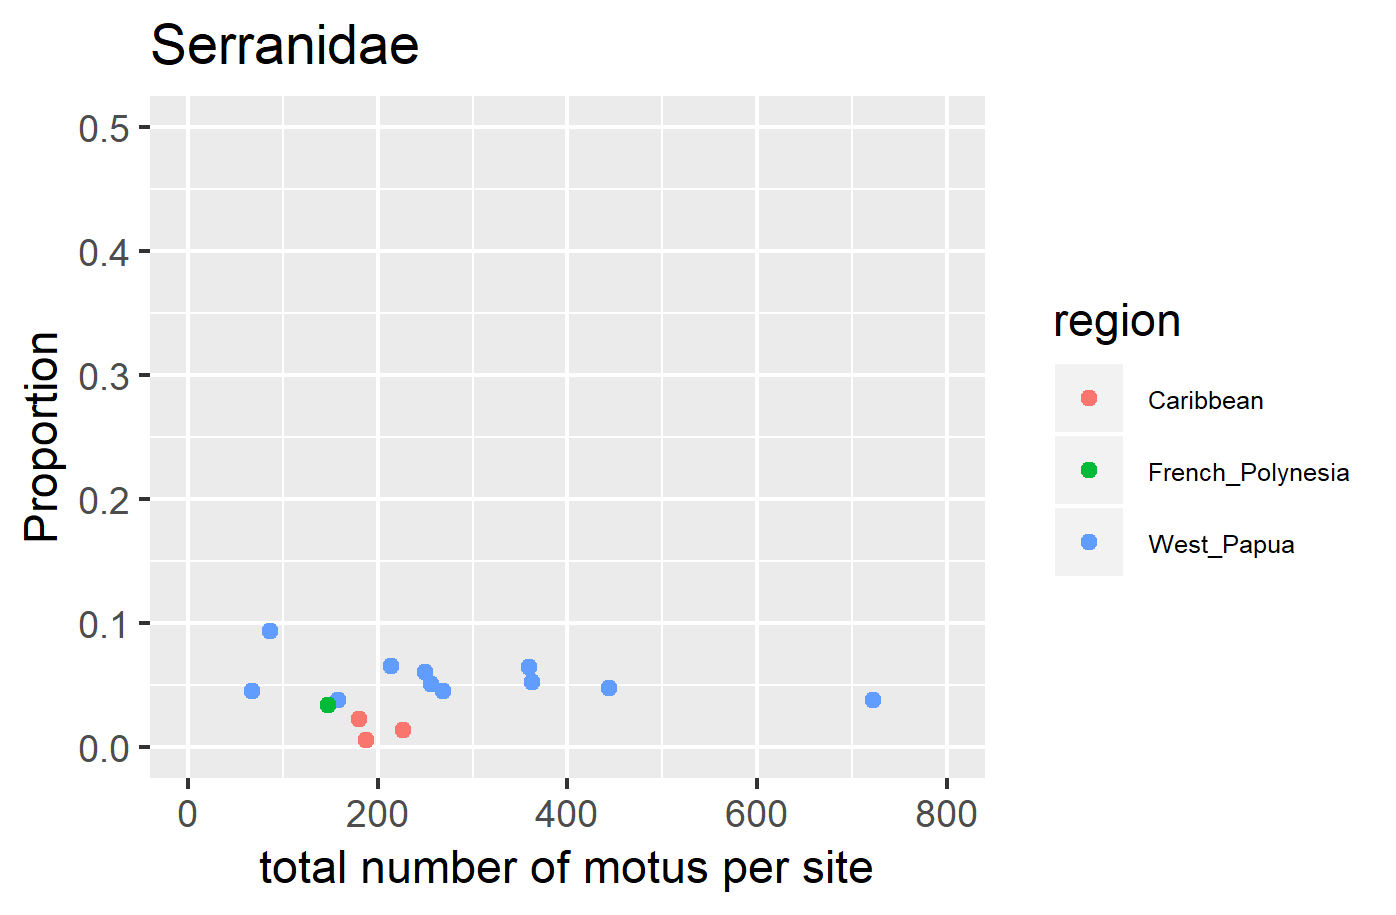 Serranidae
0.5
0.4
0.3
0.2
0.1
0.0
Proportion
0 200 400 600 800
total number of motus per site
region
Caribbean
French_Polynesia
West_Papua